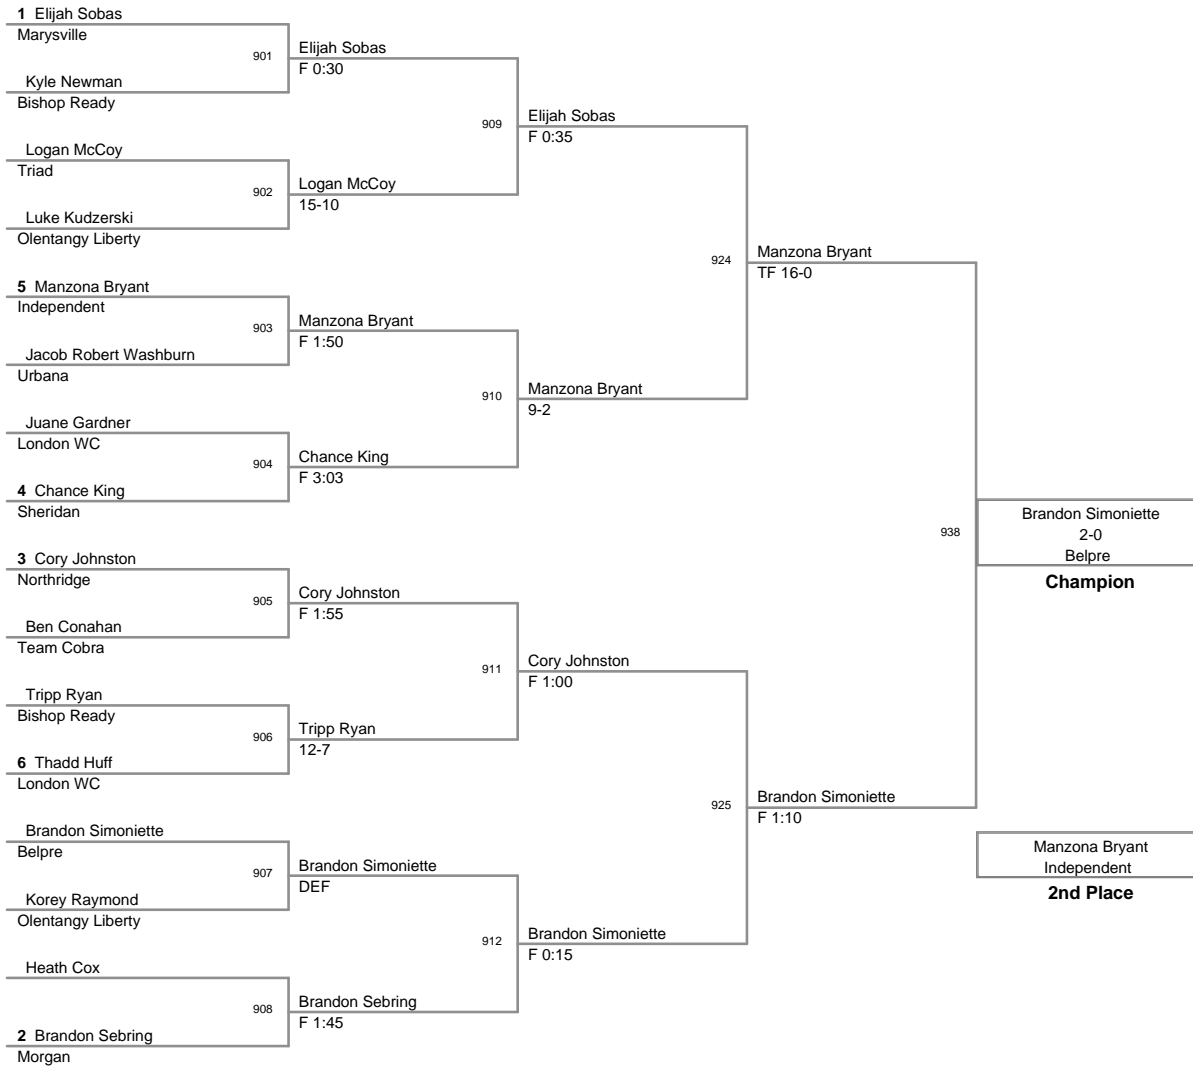 1 Elijah Sobas
Marysville
901
Kyle Newman
Bishop Ready
Logan McCoy
Triad
902
Luke Kudzerski
Olentangy Liberty
5 Manzona Bryant
Independent
903
Jacob Robert Washburn
Urbana
Juane Gardner
London WC
904
4 Chance King
Sheridan
3 Cory Johnston
Northridge
905
Ben Conahan
Team Cobra
Tripp Ryan
Bishop Ready
906
6 Thadd Huff
London WC
Brandon Simoniette
Belpre
907
Korey Raymond
Olentangy Liberty
Heath Cox
908
2 Brandon Sebring
Morgan
Elijah Sobas
F 0:30
909
Logan McCoy
15-10
Manzona Bryant
F 1:50
910
Chance King
F 3:03
Cory Johnston
F 1:55
911
Tripp Ryan
12-7
Brandon Simoniette
DEF
912
Brandon Sebring
F 1:45
Elijah Sobas
F 0:35
924
Manzona Bryant
9-2
Cory Johnston
F 1:00
925
Brandon Simoniette
F 0:15
Manzona Bryant
TF 16-0
938
Brandon Simoniette
F 1:10
Brandon Simoniette
2-0
Belpre
Champion
Manzona Bryant
Independent
2nd Place